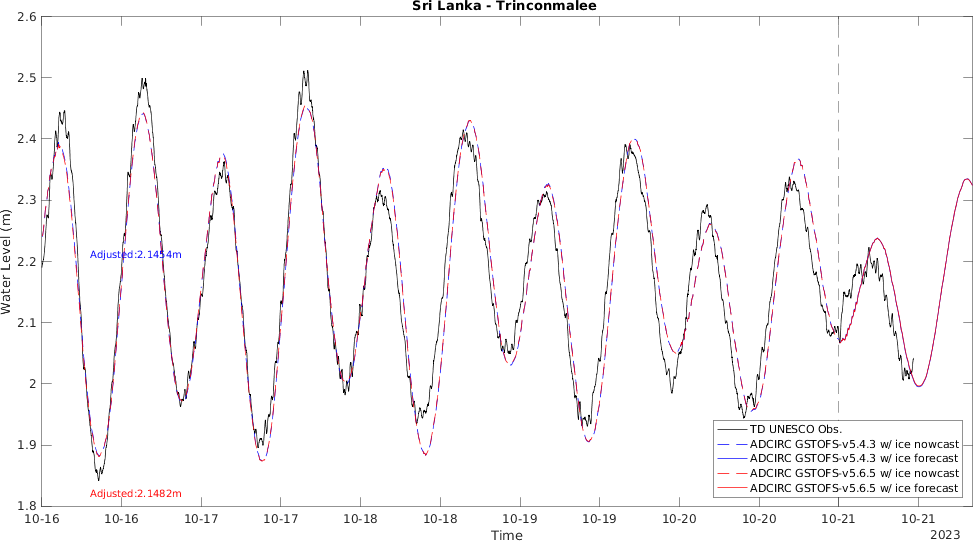 Sri Lanka - Trinconmalee
2.6
2.5
2.4
2.3
2.2
2.1
2
1.9
1.8
Water Level (m)
Adjusted:2.1454m
Adjusted:2.1482m
TD UNESCO Obs.
ADCIRC GSTOFS-v5.4.3 w/ ice nowcast
ADCIRC GSTOFS-v5.4.3 w/ ice forecast
ADCIRC GSTOFS-v5.6.5 w/ ice nowcast
ADCIRC GSTOFS-v5.6.5 w/ ice forecast
10-16 10-16 10-17 10-17 10-18 10-18 10-19 10-19 10-20 10-20 10-21 10-21
Time
2023